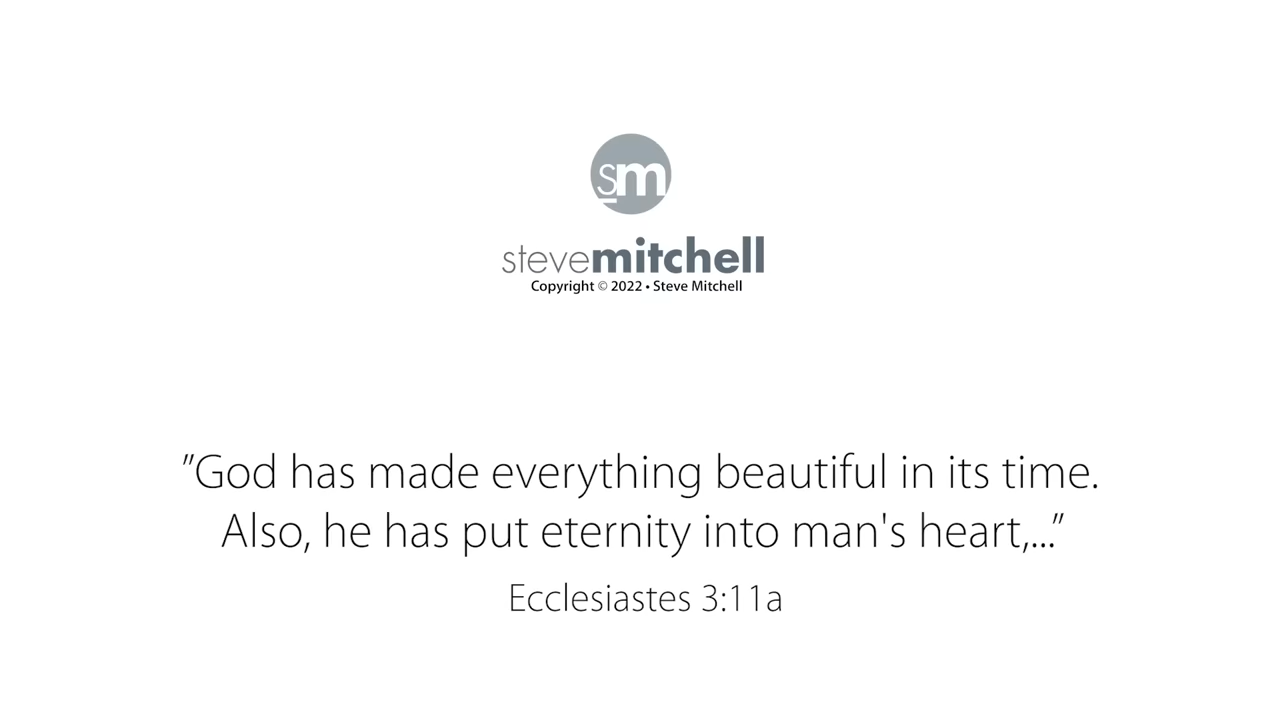 sm
stevemitchell
Copyright © 2022 • Steve Mitchell
”God has made everything beautiful in its time.
Also, he has put eternity into man's heart,...”
Ecclesiastes 3:11a